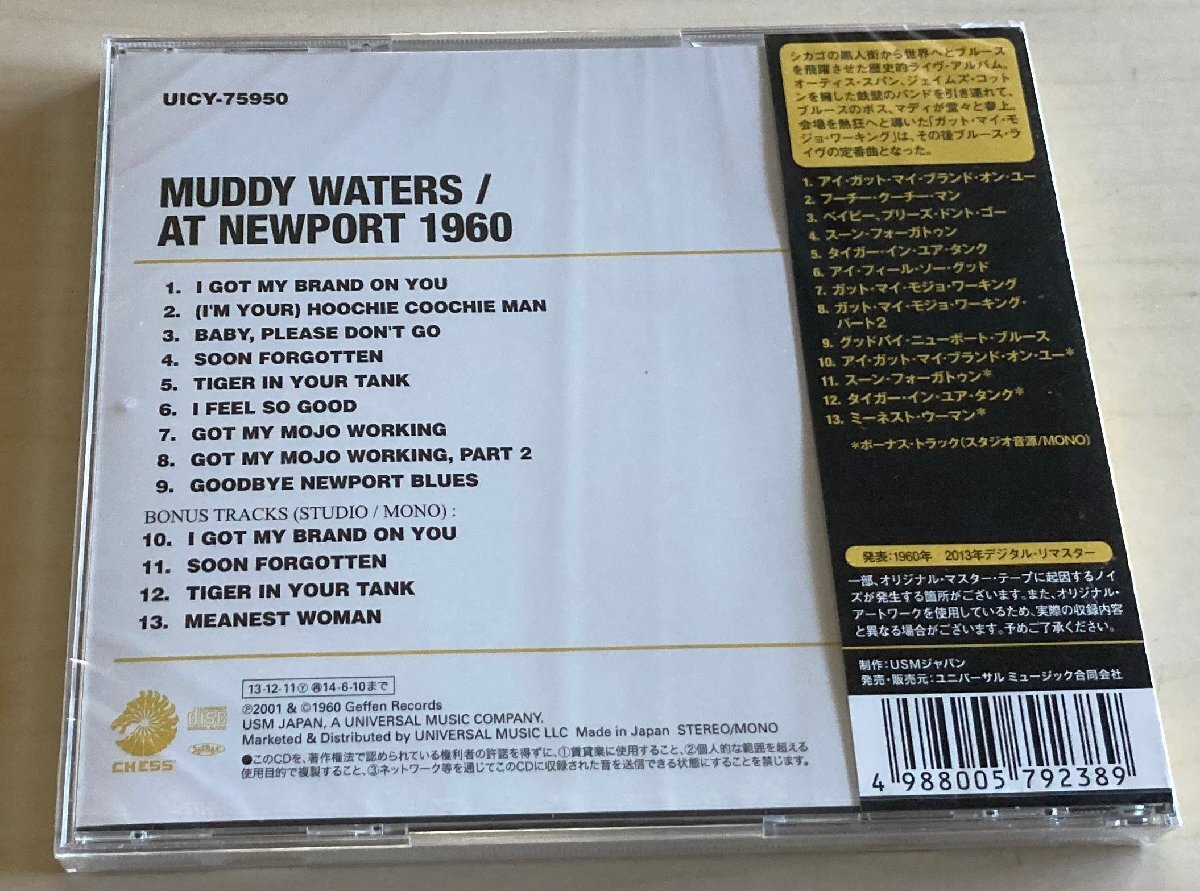 UICY-75950
MUDDY WATERS /
AT NEWPORT 1960
1. I GOT MY BRAND ON YOU
2. (I'M YOUR) HOOCHIE COOCHIE MAN
3. BABY, PLEASE DON'T GO
4. SOON FORGOTTEN
5. TIGER IN YOUR TANK
6. I FEEL SO GOOD
7. GOT MY MOJO WORKING
8. GOT MY MOJO WORKING, PART 2
9. GOODBYE NEWPORT BLUES
BONUS TRACKS (STUDIO / MONO) :
10. I GOT MY BRAND ON YOU
11. SOON FORGOTTEN
12. TIGER IN YOUR TANK
13. MEANEST WOMAN
CHESS
disc
13·12·11Ⓨ 14·6·10まで
Ⓟ2001 & ©1960 Geffen Records
USM JAPAN, A UNIVERSAL MUSIC COMPANY.
Marketed & Distributed by UNIVERSAL MUSIC LLC Made in Japan STEREO/MONO
●このCDを、著作権法で認められている権利者の許諾を得ずに、①賃貸業に使用すること、②個人的な範囲を超える
使用目的で複製すること、③ネットワーク等を通じてこのCDに収録された音を送信できる状態にすることを禁じます。
シカゴの黒人街から世界へとブルース
を飛躍させた歴史的ライヴ・アルバム。
オーティス・スパン、ジェイムズ・コット
ンを擁した鉄壁のバンドを引き連れて、
ブルースのボス、マディが堂々と参上。
会場を熱狂へと導いた「ガット・マイ・モ
ジョ・ワーキング」は、その後ブルース・ラ
イヴの定番曲となった。
1. アイ・ガット・マイ・ブランド・オン・ユー
2. フーチー・クーチー・マン
3. ベイビー、プリーズ・ドント・ゴー
4. スーン・フォーガトゥン
5. タイガー・イン・ユア・タンク
6. アイ・フィール・ソー・グッド
7. ガット・マイ・モジョ・ワーキング
8. ガット・マイ・モジョ・ワーキング・
パート2
9. グッドバイ・ニューポート・ブルース
10. アイ・ガット・マイ・ブランド・オン・ユー*
11. スーン・フォーガトゥン*
12. タイガー・イン・ユア・タンク*
13. ミーネスト・ウーマン*
*ボーナス・トラック(スタジオ音源/MONO)
発表:1960年 2013年デジタル・リマスター
一部、オリジナル・マスター・テープに起因するノイ
ズが発生する箇所がございます。また、オリジナル・
アートワークを使用しているため、実際の収録内容
と異なる場合がございます。予めご了承ください。
制作:USMジャパン
発売・販売元:ユニバーサル ミュージック合同会社
4 988005 792389